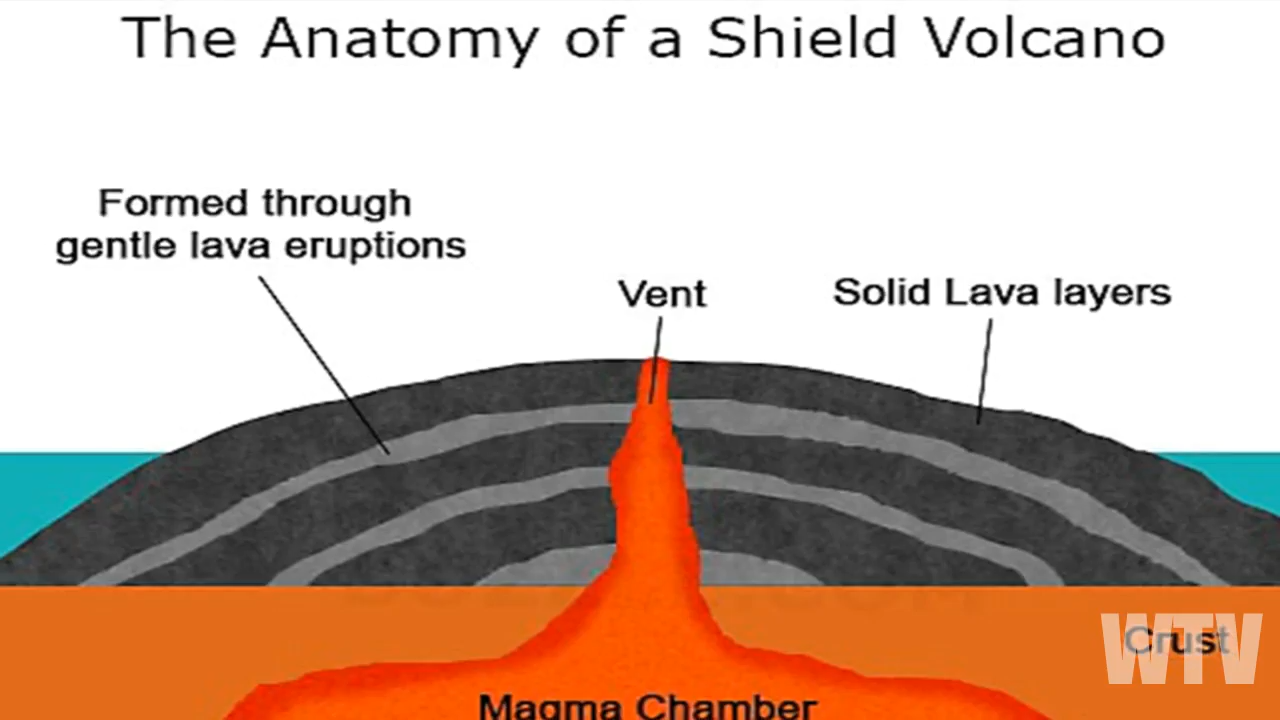 The Anatomy of a Shield Volcano
Formed through
gentle lava eruptions
Vent
Solid Lava layers
Crust
WTV
Magma Chamber